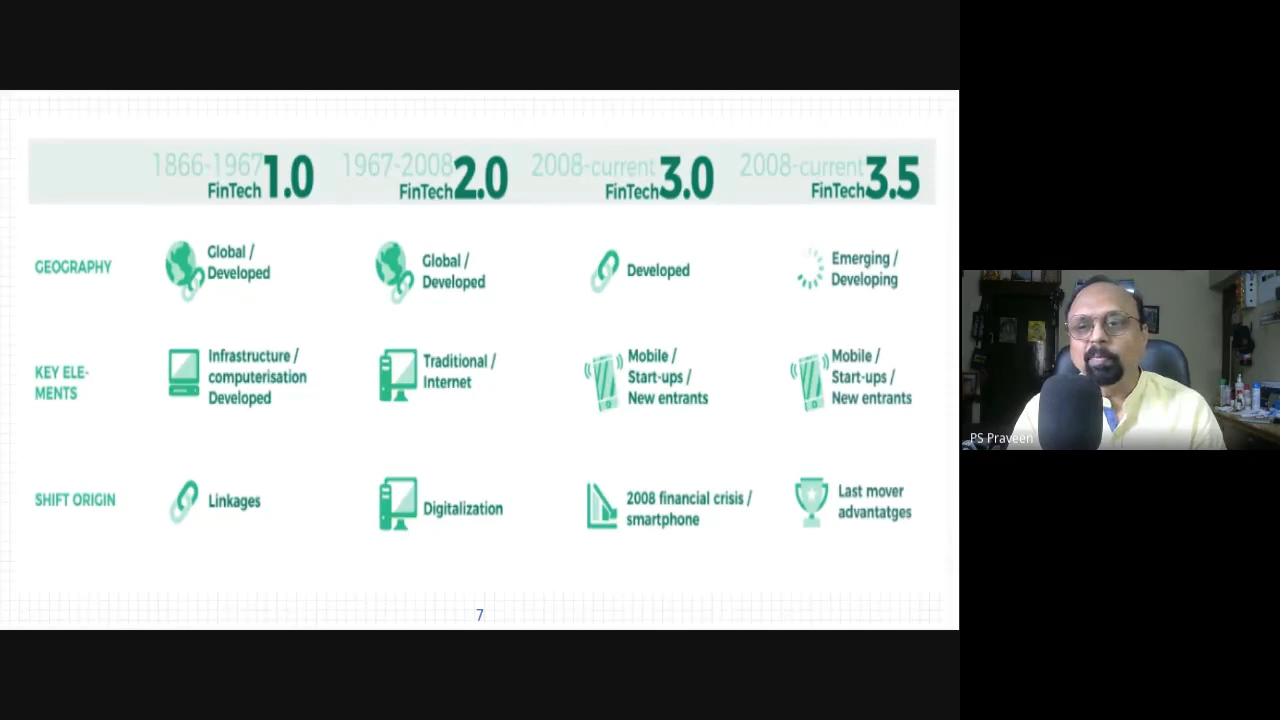 1866-1967
FinTech 1.0
1967-2008
FinTech 2.0
2008-current
FinTech 3.0
2008-current
FinTech 3.5
GEOGRAPHY
Global /
Developed
Global /
Developed
Developed
Emerging /
Developing
KEY ELE-
MENTS
Infrastructure /
computerisation
Developed
Traditional /
Internet
Mobile /
Start-ups /
New entrants
Mobile /
Start-ups /
New entrants
SHIFT ORIGIN
Linkages
Digitalization
2008 financial crisis /
smartphone
Last mover
advantatges
7
PS Praveen